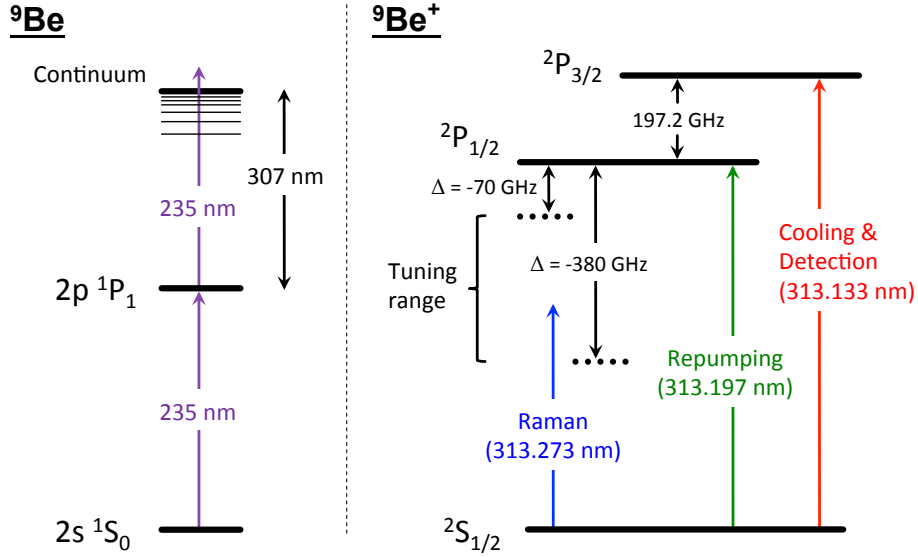 ⁹Be
Continuum
307 nm
235 nm
2p ¹P₁
235 nm
2s ¹S₀
⁹Be⁺
²P₃/₂
197.2 GHz
²P₁/₂
Δ = -70 GHz
Δ = -380 GHz
Tuning
range
Cooling &
Detection
(313.133 nm)
Repumping
(313.197 nm)
Raman
(313.273 nm)
²S₁/₂